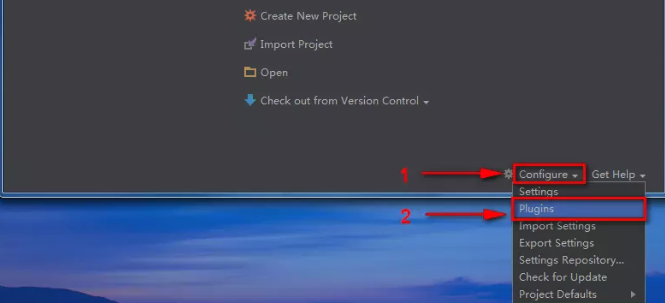 Create New Project
Import Project
Open
Check out from Version Control
1
Configure
Get Help
Settings
2
Plugins
Import Settings
Export Settings
Settings Repository...
Check for Update
Project Defaults